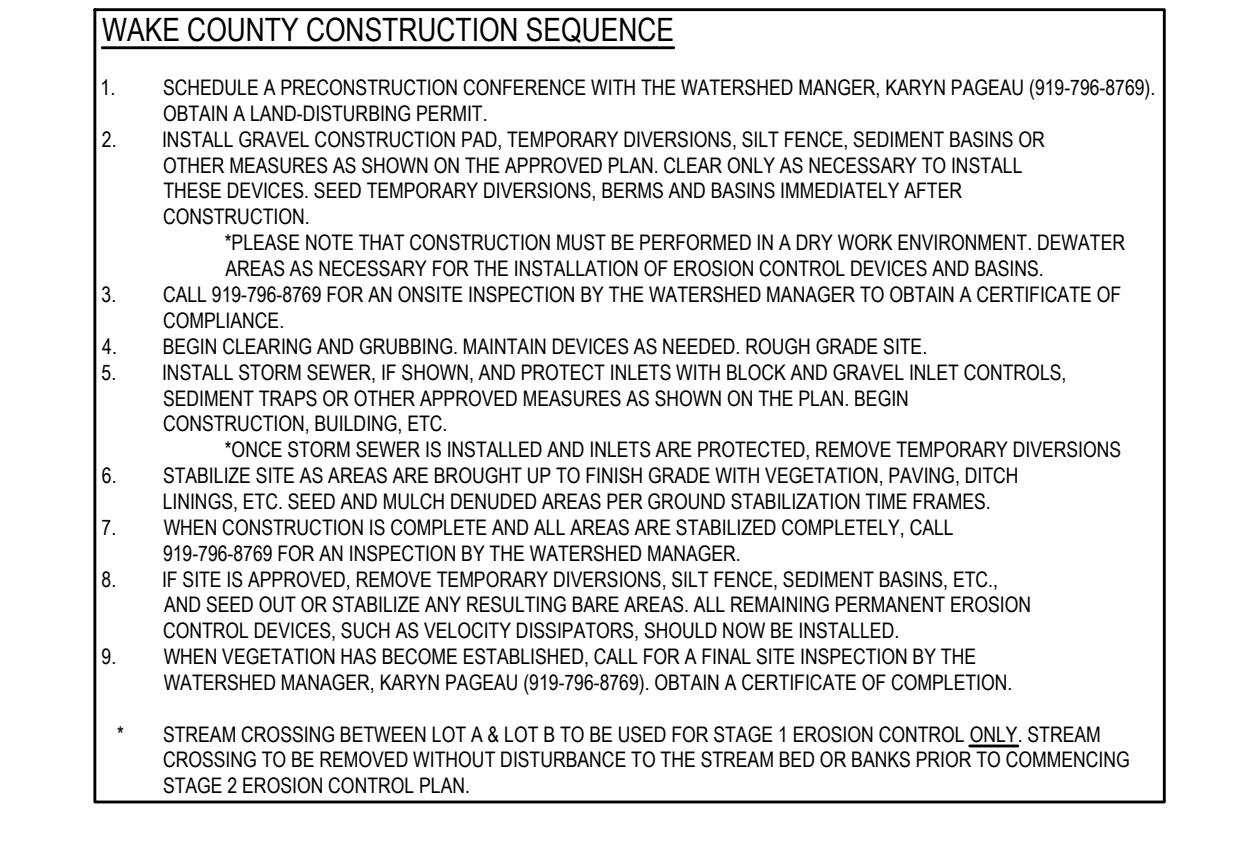 WAKE COUNTY CONSTRUCTION SEQUENCE
1. SCHEDULE A PRECONSTRUCTION CONFERENCE WITH THE WATERSHED MANGER, KARYN PAGEAU (919-796-8769).
OBTAIN A LAND-DISTURBING PERMIT.
2. INSTALL GRAVEL CONSTRUCTION PAD, TEMPORARY DIVERSIONS, SILT FENCE, SEDIMENT BASINS OR
OTHER MEASURES AS SHOWN ON THE APPROVED PLAN. CLEAR ONLY AS NECESSARY TO INSTALL
THESE DEVICES. SEED TEMPORARY DIVERSIONS, BERMS AND BASINS IMMEDIATELY AFTER
CONSTRUCTION.
*PLEASE NOTE THAT CONSTRUCTION MUST BE PERFORMED IN A DRY WORK ENVIRONMENT. DEWATER
AREAS AS NECESSARY FOR THE INSTALLATION OF EROSION CONTROL DEVICES AND BASINS.
3. CALL 919-796-8769 FOR AN ONSITE INSPECTION BY THE WATERSHED MANAGER TO OBTAIN A CERTIFICATE OF
COMPLIANCE.
4. BEGIN CLEARING AND GRUBBING. MAINTAIN DEVICES AS NEEDED. ROUGH GRADE SITE.
5. INSTALL STORM SEWER, IF SHOWN, AND PROTECT INLETS WITH BLOCK AND GRAVEL INLET CONTROLS,
SEDIMENT TRAPS OR OTHER APPROVED MEASURES AS SHOWN ON THE PLAN. BEGIN
CONSTRUCTION, BUILDING, ETC.
*ONCE STORM SEWER IS INSTALLED AND INLETS ARE PROTECTED, REMOVE TEMPORARY DIVERSIONS
6. STABILIZE SITE AS AREAS ARE BROUGHT UP TO FINISH GRADE WITH VEGETATION, PAVING, DITCH
LININGS, ETC. SEED AND MULCH DENUDED AREAS PER GROUND STABILIZATION TIME FRAMES.
7. WHEN CONSTRUCTION IS COMPLETE AND ALL AREAS ARE STABILIZED COMPLETELY, CALL
919-796-8769 FOR AN INSPECTION BY THE WATERSHED MANAGER.
8. IF SITE IS APPROVED, REMOVE TEMPORARY DIVERSIONS, SILT FENCE, SEDIMENT BASINS, ETC.,
AND SEED OUT OR STABILIZE ANY RESULTING BARE AREAS. ALL REMAINING PERMANENT EROSION
CONTROL DEVICES, SUCH AS VELOCITY DISSIPATORS, SHOULD NOW BE INSTALLED.
9. WHEN VEGETATION HAS BECOME ESTABLISHED, CALL FOR A FINAL SITE INSPECTION BY THE
WATERSHED MANAGER, KARYN PAGEAU (919-796-8769). OBTAIN A CERTIFICATE OF COMPLETION.
* STREAM CROSSING BETWEEN LOT A & LOT B TO BE USED FOR STAGE 1 EROSION CONTROL ONLY. STREAM
CROSSING TO BE REMOVED WITHOUT DISTURBANCE TO THE STREAM BED OR BANKS PRIOR TO COMMENCING
STAGE 2 EROSION CONTROL PLAN.